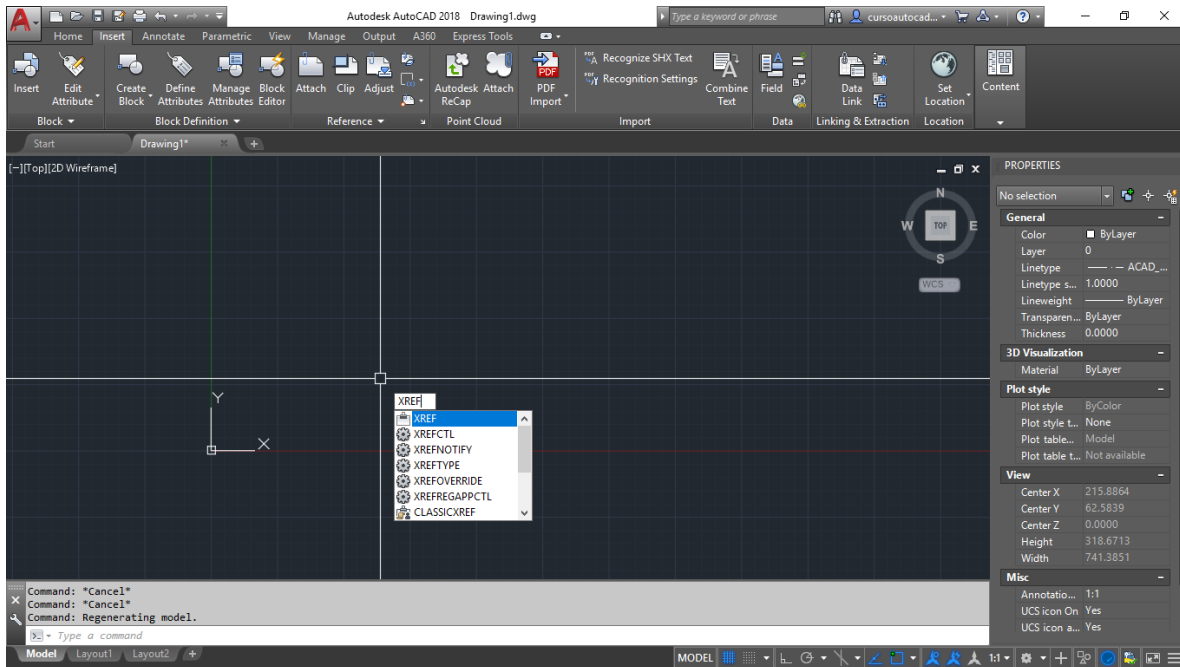 Autodesk AutoCAD 2018 Drawing1.dwg
Type a keyword or phrase
cursoautocad...
Home Insert Annotate Parametric View Manage Output A360 Express Tools
Insert
Edit Attribute
Create Block
Define Attributes
Manage Attributes
Block Editor
Attach
Clip
Adjust
Autodesk ReCap
Attach
PDF
PDF Import
Recognize SHX Text
Recognition Settings
Combine Text
Field
Data Link
Set Location
Content
Block
Block Definition
Reference
Point Cloud
Import
Data
Linking & Extraction
Location
Start
Drawing1*
[−][Top][2D Wireframe]
N
W
TOP
E
S
WCS
Y
X
XREF
XREF
XREFCTL
XREFNOTIFY
XREFTYPE
XREFOVERRIDE
XREFREGAPPCTL
CLASSICXREF
PROPERTIES
No selection
General
Color ByLayer
Layer 0
Linetype ACAD_...
Linetype s... 1.0000
Lineweight ByLayer
Transparen... ByLayer
Thickness 0.0000
3D Visualization
Material ByLayer
Plot style
Plot style ByColor
Plot style t... None
Plot table... Model
Plot table t... Not available
View
Center X 215.8864
Center Y 62.5839
Center Z 0.0000
Height 318.6713
Width 741.3851
Misc
Annotatio... 1:1
UCS icon On Yes
UCS icon a... Yes
Command: *Cancel*
Command: *Cancel*
Command: Regenerating model.
Type a command
Model Layout1 Layout2 +
MODEL
1:1